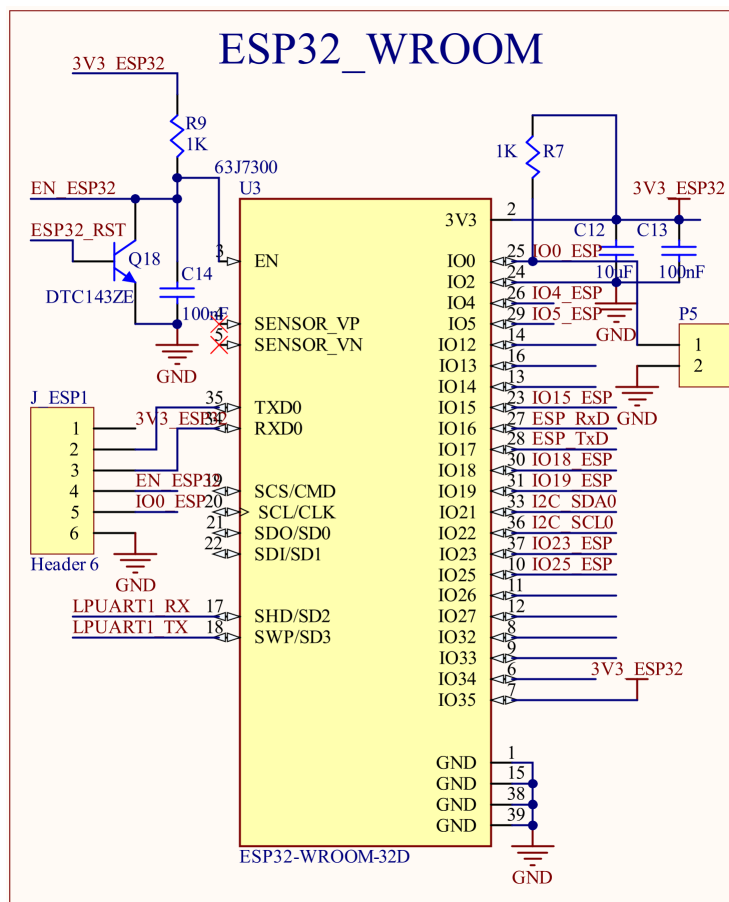 ESP32_WROOM
3V3_ESP32
R9
1K
EN_ESP32
ESP32_RST
Q18
DTC143ZE
C14
100nF
GND
63J7300
U3
3 EN
4 SENSOR_VP
5 SENSOR_VN
35 TXD0
34 RXD0
19 SCS/CMD
20 SCL/CLK
21 SDO/SD0
22 SDI/SD1
LPUART1_RX 17 SHD/SD2
LPUART1_TX 18 SWP/SD3
J_ESP1
1 3V3_ESP32
2
3
4 EN_ESP32
5 IO0_ESP
6
GND
Header 6
1K R7
3V3_ESP32
C12
10uF
C13
100nF
GND
P5
1
2
GND
3V3 2
IO0 25 IO0_ESP
IO2 24
IO4 26 IO4_ESP
IO5 29 IO5_ESP
IO12 14
IO13 16
IO14 13
IO15 23 IO15_ESP
IO16 27 ESP_RxD
IO17 28 ESP_TxD
IO18 30 IO18_ESP
IO19 31 IO19_ESP
IO21 33 I2C_SDA0
IO22 36 I2C_SCL0
IO23 37 IO23_ESP
IO25 10 IO25_ESP
IO26 11
IO27 12
IO32 8
IO33 9
IO34 6
IO35 7 3V3_ESP32
GND 1
GND 15
GND 38
GND 39
GND
ESP32-WROOM-32D